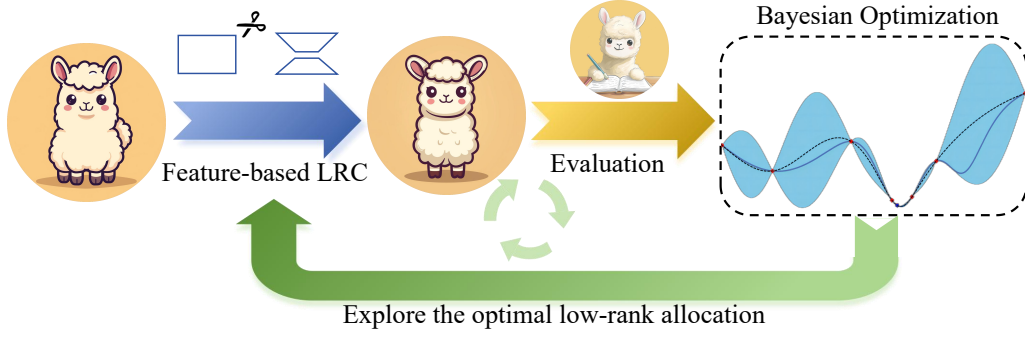 Bayesian Optimization
Feature-based LRC
Evaluation
Explore the optimal low-rank allocation